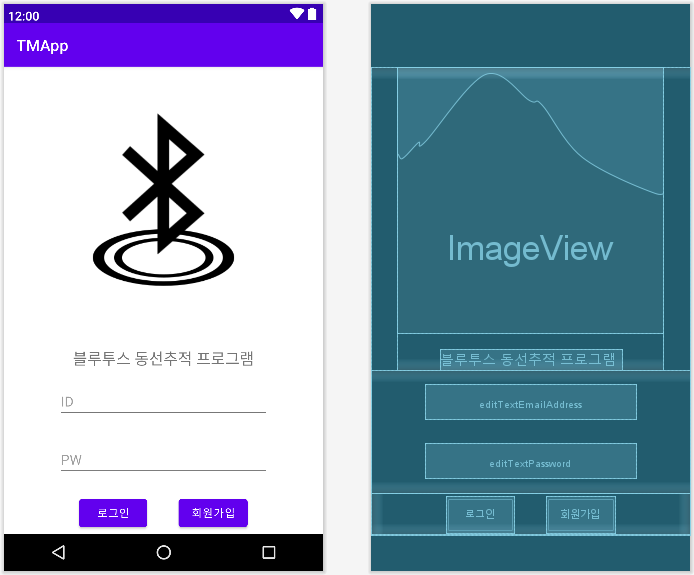 12:00
TMApp
블루투스 동선추적 프로그램
ID
PW
로그인 회원가입
ImageView
블루투스 동선추적 프로그램
editTextEmailAddress
editTextPassword
로그인 회원가입